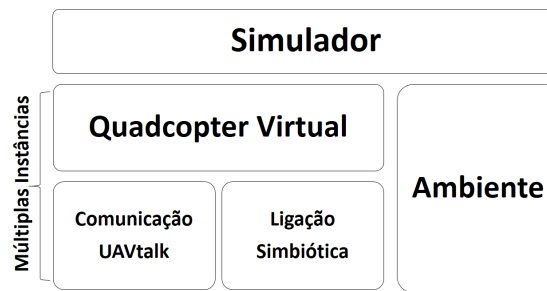 Simulador
Múltiplas Instâncias
Quadcopter Virtual
Ambiente
Comunicação
UAVtalk
Ligação
Simbiótica